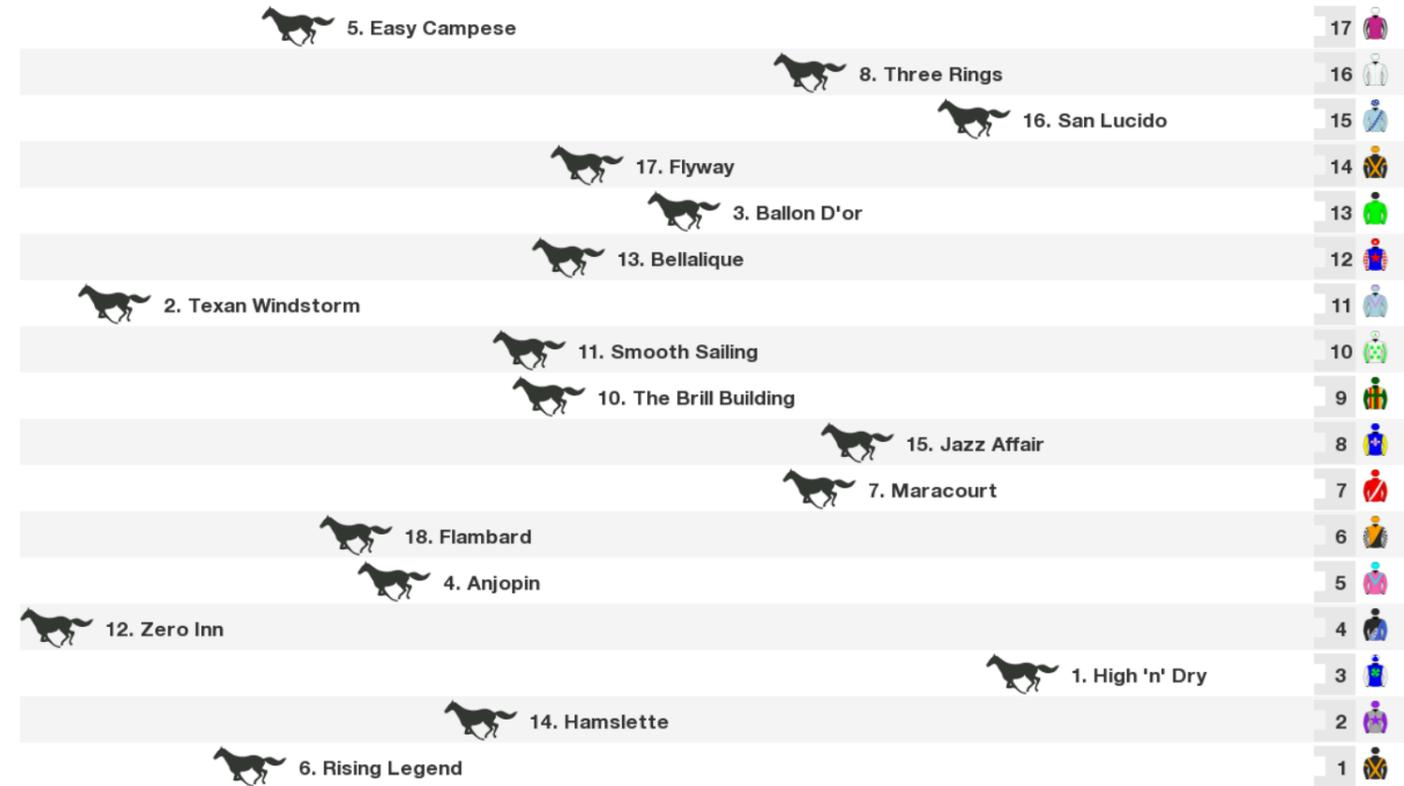 5. Easy Campese 17
8. Three Rings 16
16. San Lucido 15
17. Flyway 14
3. Ballon D'or 13
13. Bellalique 12
2. Texan Windstorm 11
11. Smooth Sailing 10
10. The Brill Building 9
15. Jazz Affair 8
7. Maracourt 7
18. Flambard 6
4. Anjopin 5
12. Zero Inn 4
1. High 'n' Dry 3
14. Hamslette 2
6. Rising Legend 1